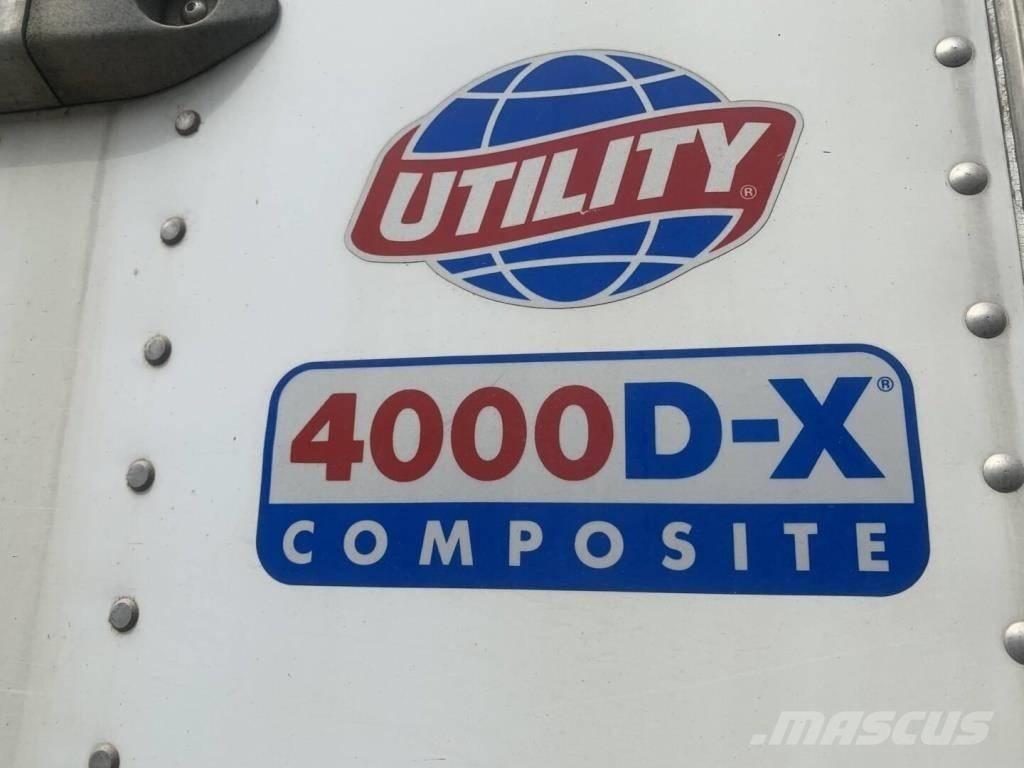 UTILITY®
4000D-X®
COMPOSITE
.MASCUS